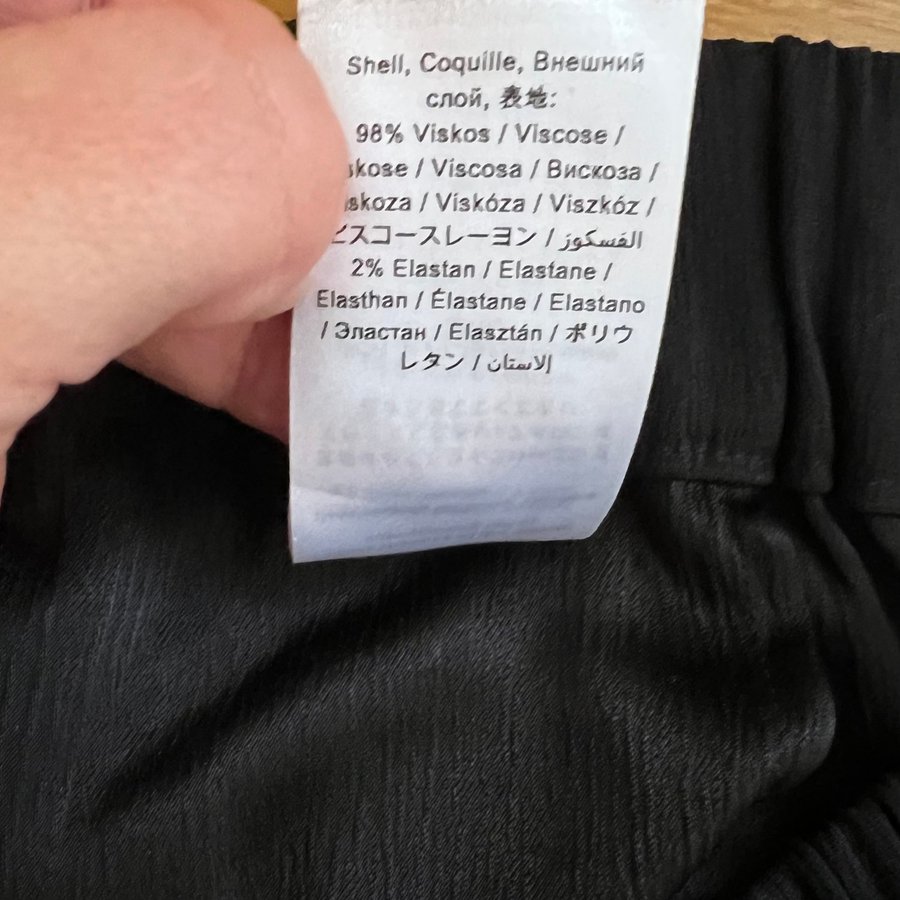 Shell, Coquille, Внешний
слой, 表地:
98% Viskos / Viscose /
/ Viscosa / Вискоза /
/ Viskóza / Viszkóz /
ビスコースレーヨン / الفسكوز
2% Elastan / Elastane /
Elasthan / Élastane / Elastano
/ Эластан / Elasztán / ポリウ
レタン / الاستان